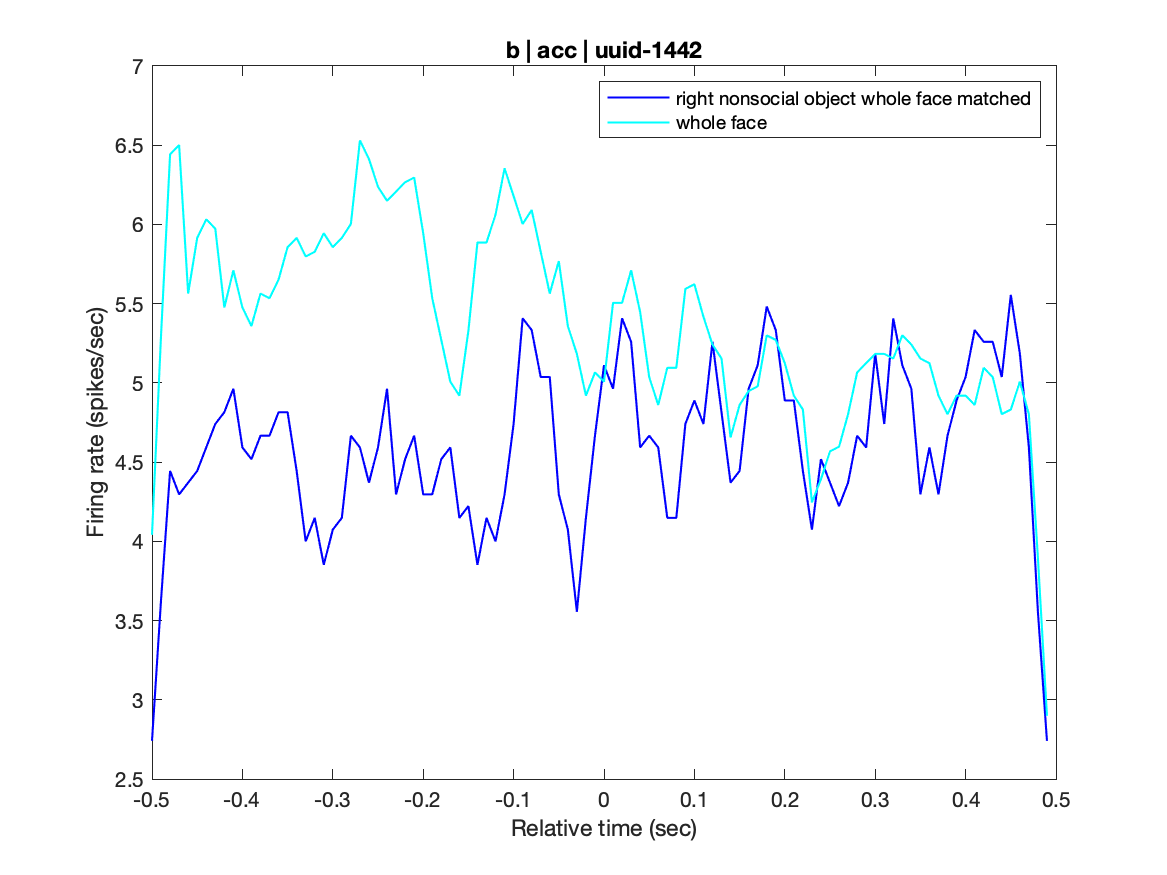 b | acc | uuid-1442
7
6.5
6
5.5
5
4.5
4
3.5
3
2.5
Firing rate (spikes/sec)
right nonsocial object whole face matched
whole face
-0.5 -0.4 -0.3 -0.2 -0.1 0 0.1 0.2 0.3 0.4 0.5
Relative time (sec)